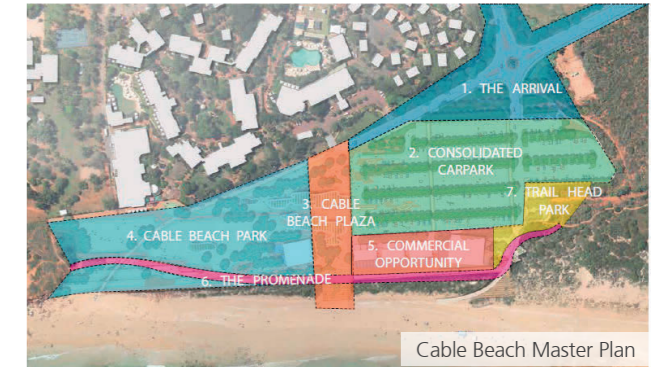 1. THE ARRIVAL
2. CONSOLIDATED
CARPARK
7. TRAIL HEAD
PARK
3. CABLE
BEACH PLAZA
4. CABLE BEACH PARK
5. COMMERCIAL
OPPORTUNITY
6. THE PROMENADE
Cable Beach Master Plan